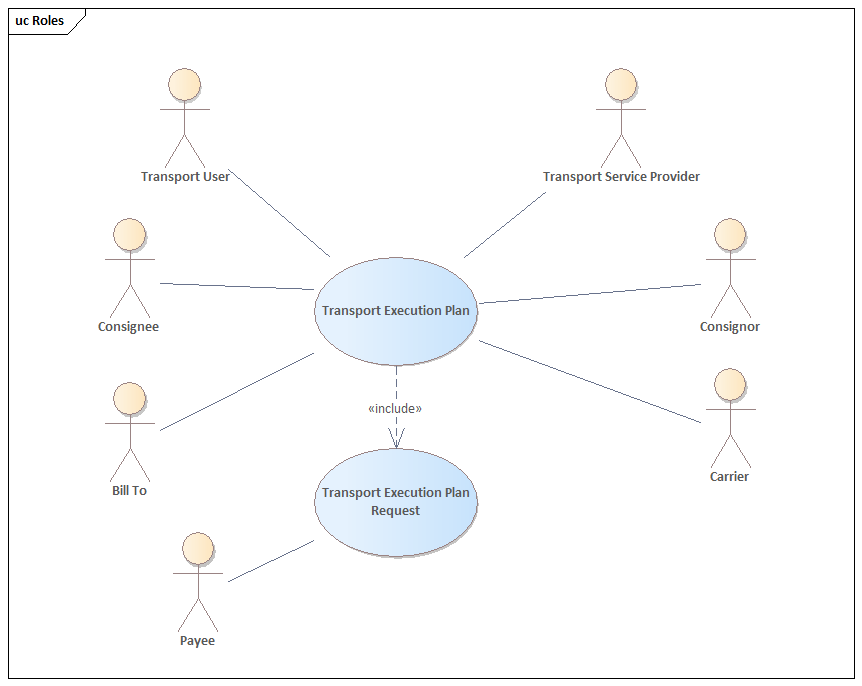 uc Roles
Transport User
Transport Service Provider
Consignee
Transport Execution Plan
Consignor
«include»
Bill To
Carrier
Transport Execution Plan
Request
Payee